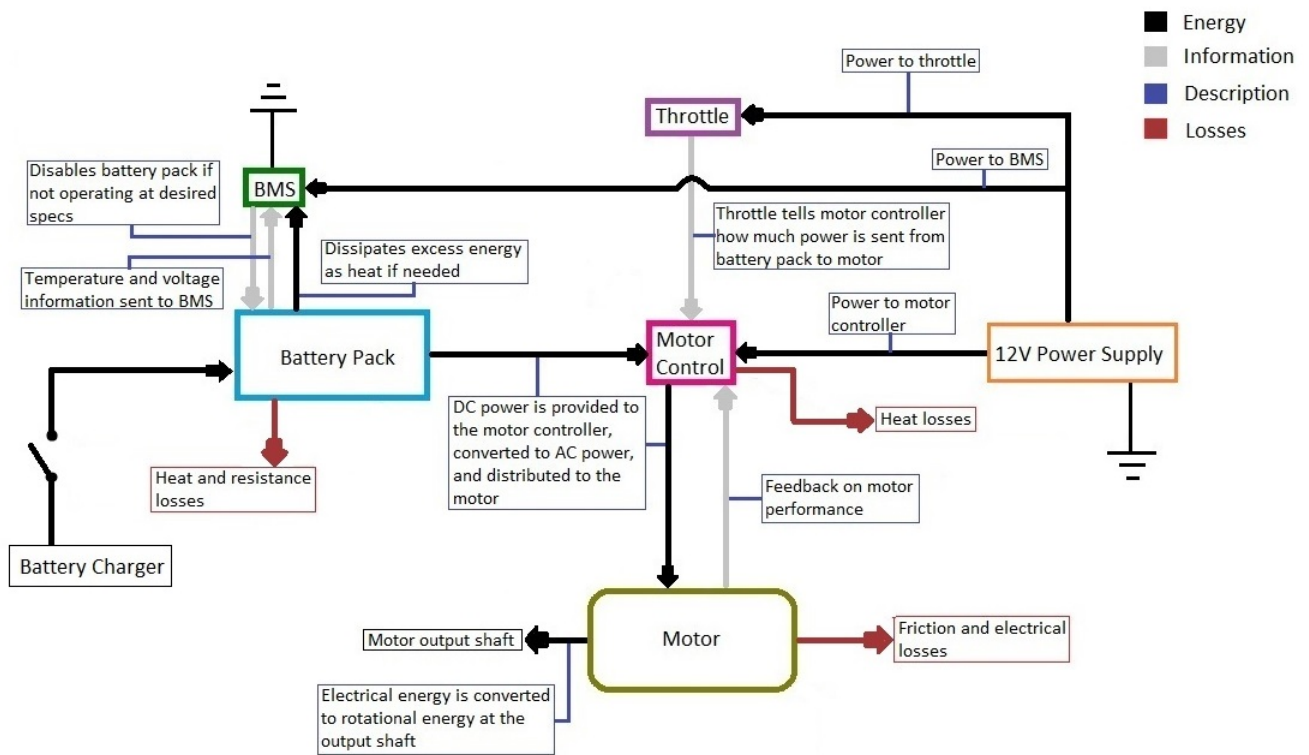 Energy
Information
Description
Losses
Power to throttle
Throttle
Power to BMS
Disables battery pack if
not operating at desired
specs
BMS
Temperature and voltage
information sent to BMS
Dissipates excess energy
as heat if needed
Throttle tells motor controller
how much power is sent from
battery pack to motor
Power to motor
controller
Battery Pack
Motor
Control
12V Power Supply
DC power is provided to
the motor controller,
converted to AC power,
and distributed to the
motor
Heat losses
Heat and resistance
losses
Feedback on motor
performance
Battery Charger
Motor output shaft
Motor
Friction and electrical
losses
Electrical energy is converted
to rotational energy at the
output shaft